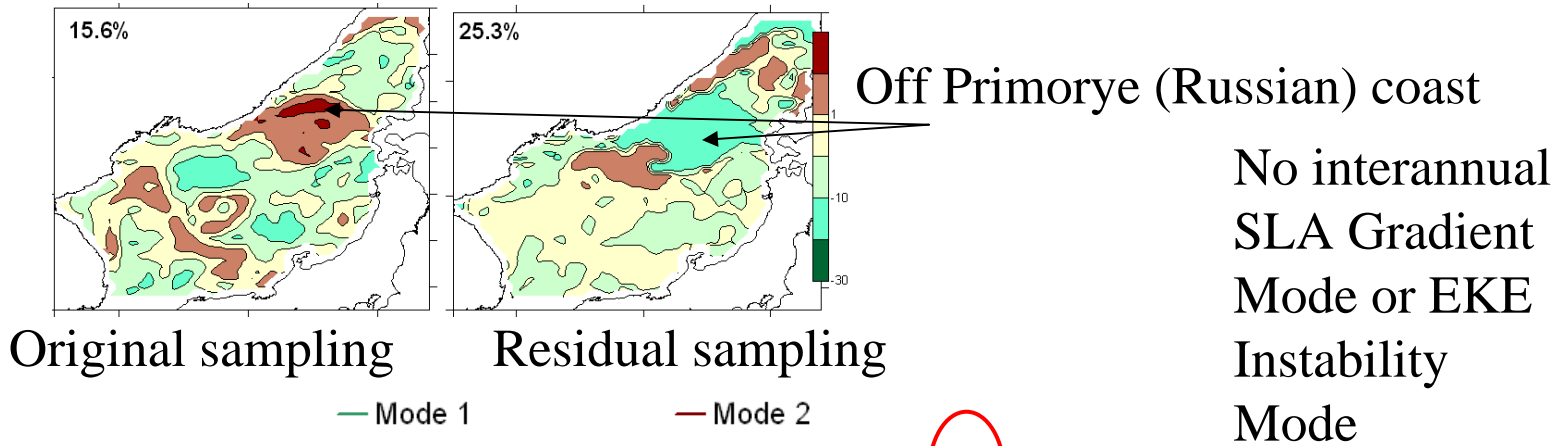 15.6%
25.3%
Off Primorye (Russian) coast
1
-10
-30
No interannual
SLA Gradient
Mode or EKE
Instability
Mode
Original sampling
Residual sampling
Mode 1
Mode 2